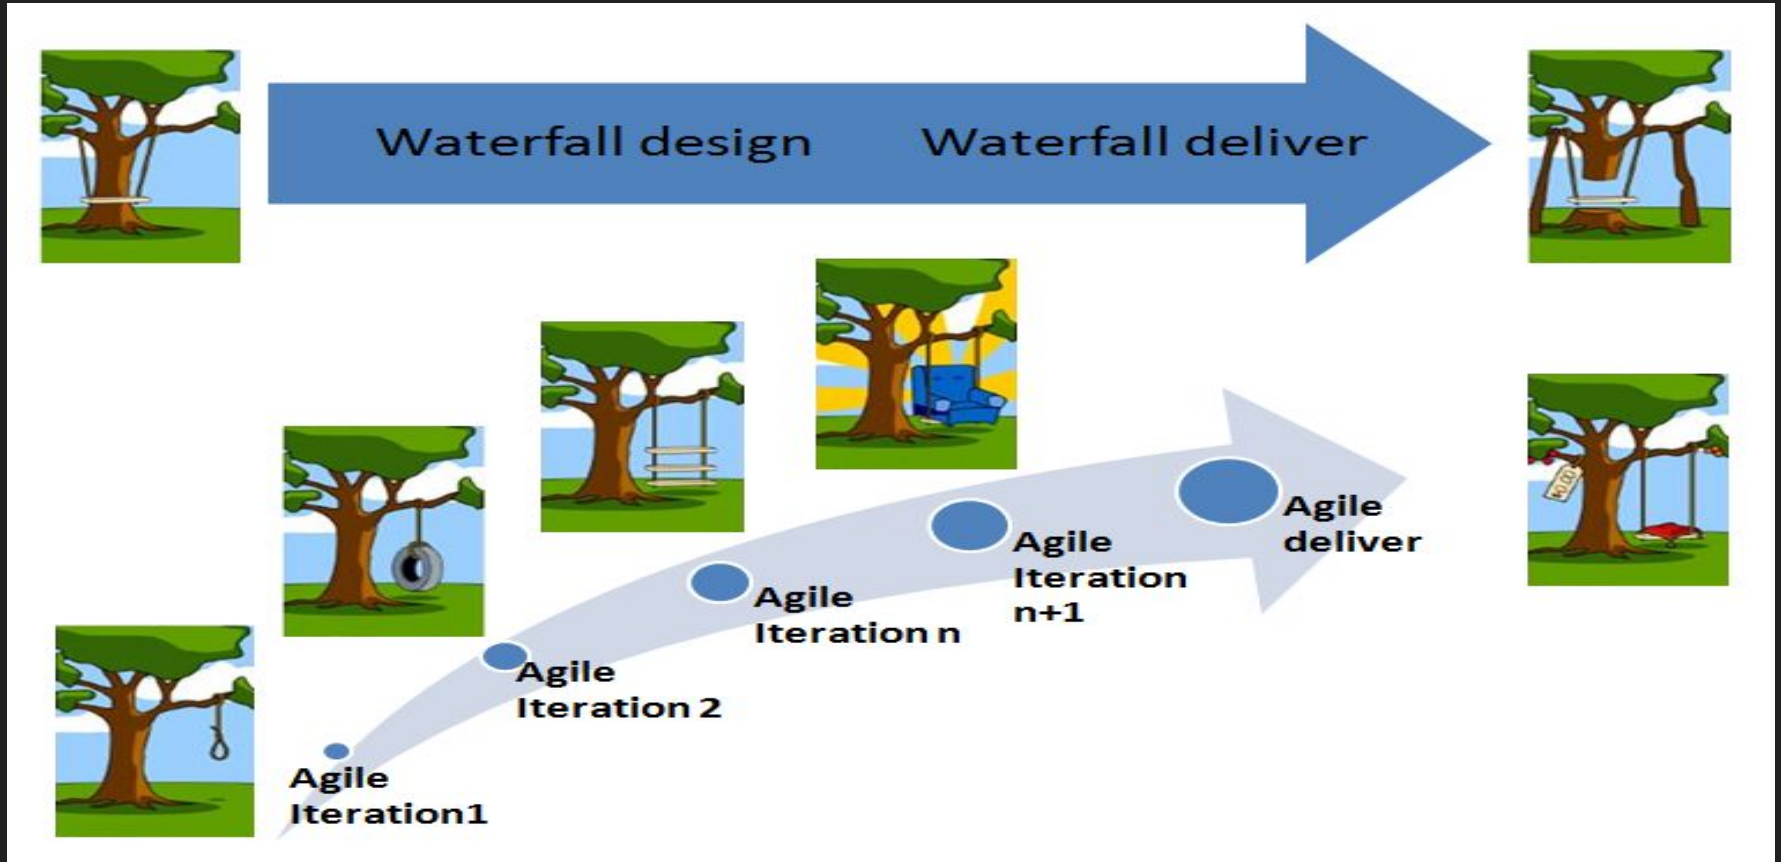 Waterfall design Waterfall deliver
Agile
deliver
Agile
Iteration
n+1
Agile
Iteration n
Agile
Iteration 2
Agile
Iteration1